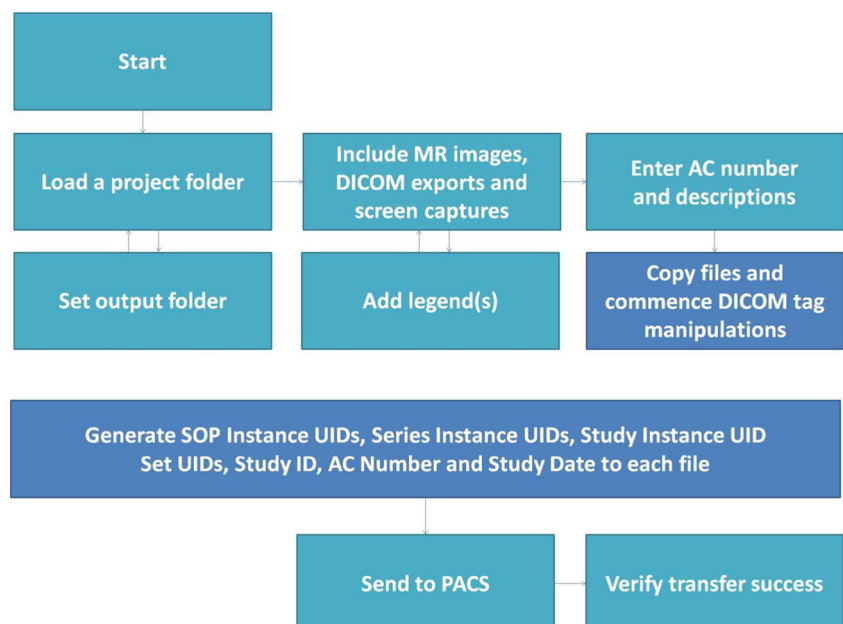 Start
Load a project folder
Include MR images,
DICOM exports and
screen captures
Enter AC number
and descriptions
Set output folder
Add legend(s)
Copy files and
commence DICOM tag
manipulations
Generate SOP Instance UIDs, Series Instance UIDs, Study Instance UID
Set UIDs, Study ID, AC Number and Study Date to each file
Send to PACS
Verify transfer success